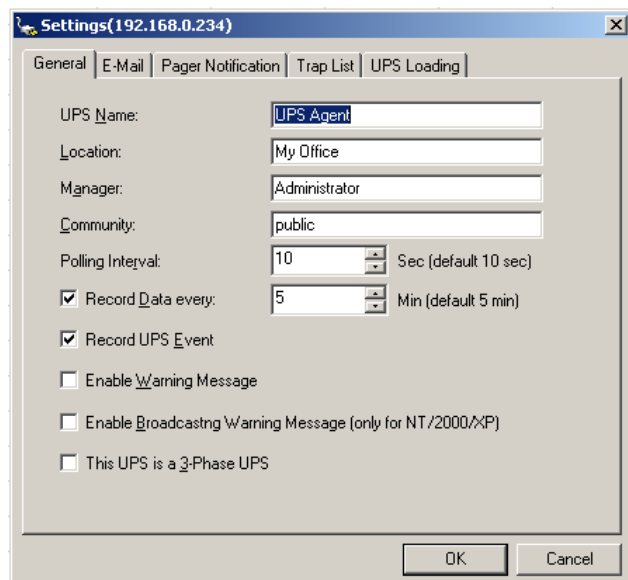 Settings(192.168.0.234)
General E-Mail Pager Notification Trap List UPS Loading
UPS Name: UPS Agent
Location: My Office
Manager: Administrator
Community: public
Polling Interval: 10 Sec (default 10 sec)
Record Data every: 5 Min (default 5 min)
Record UPS Event
Enable Warning Message
Enable Broadcastng Warning Message (only for NT/2000/XP)
This UPS is a 3-Phase UPS
OK Cancel